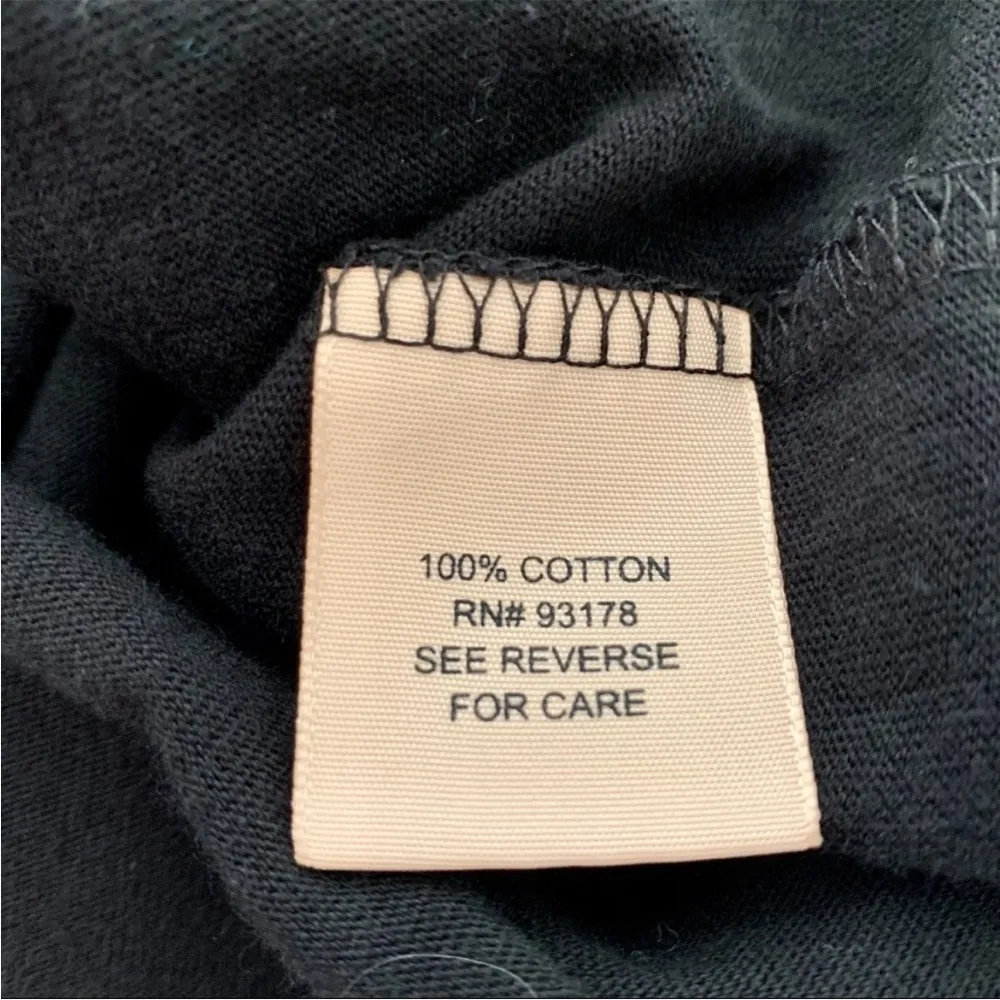 100% COTTON
RN# 93178
SEE REVERSE
FOR CARE